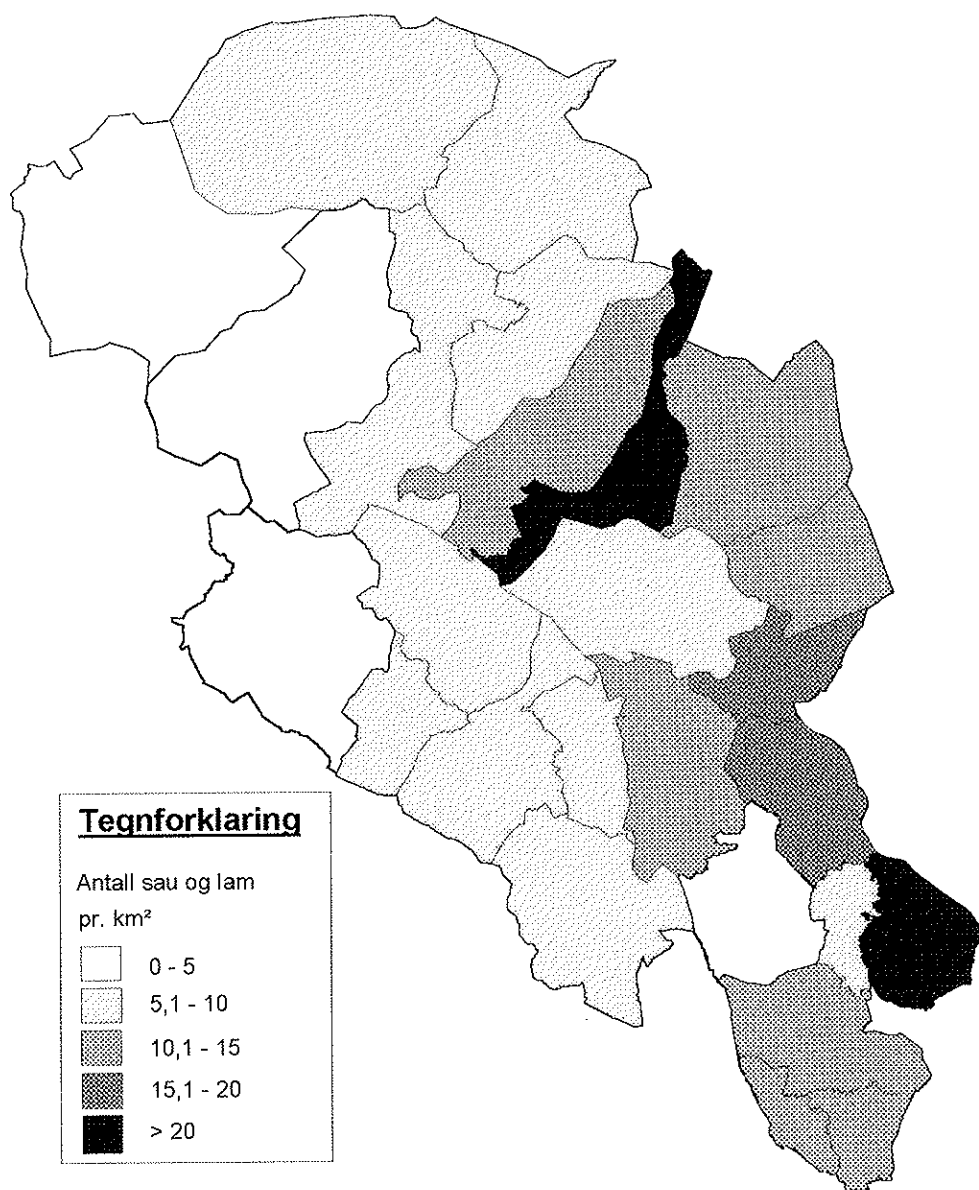 Tegnforklaring
Antall sau og lam
pr. km²
0 - 5
5,1 - 10
10,1 - 15
15,1 - 20
> 20